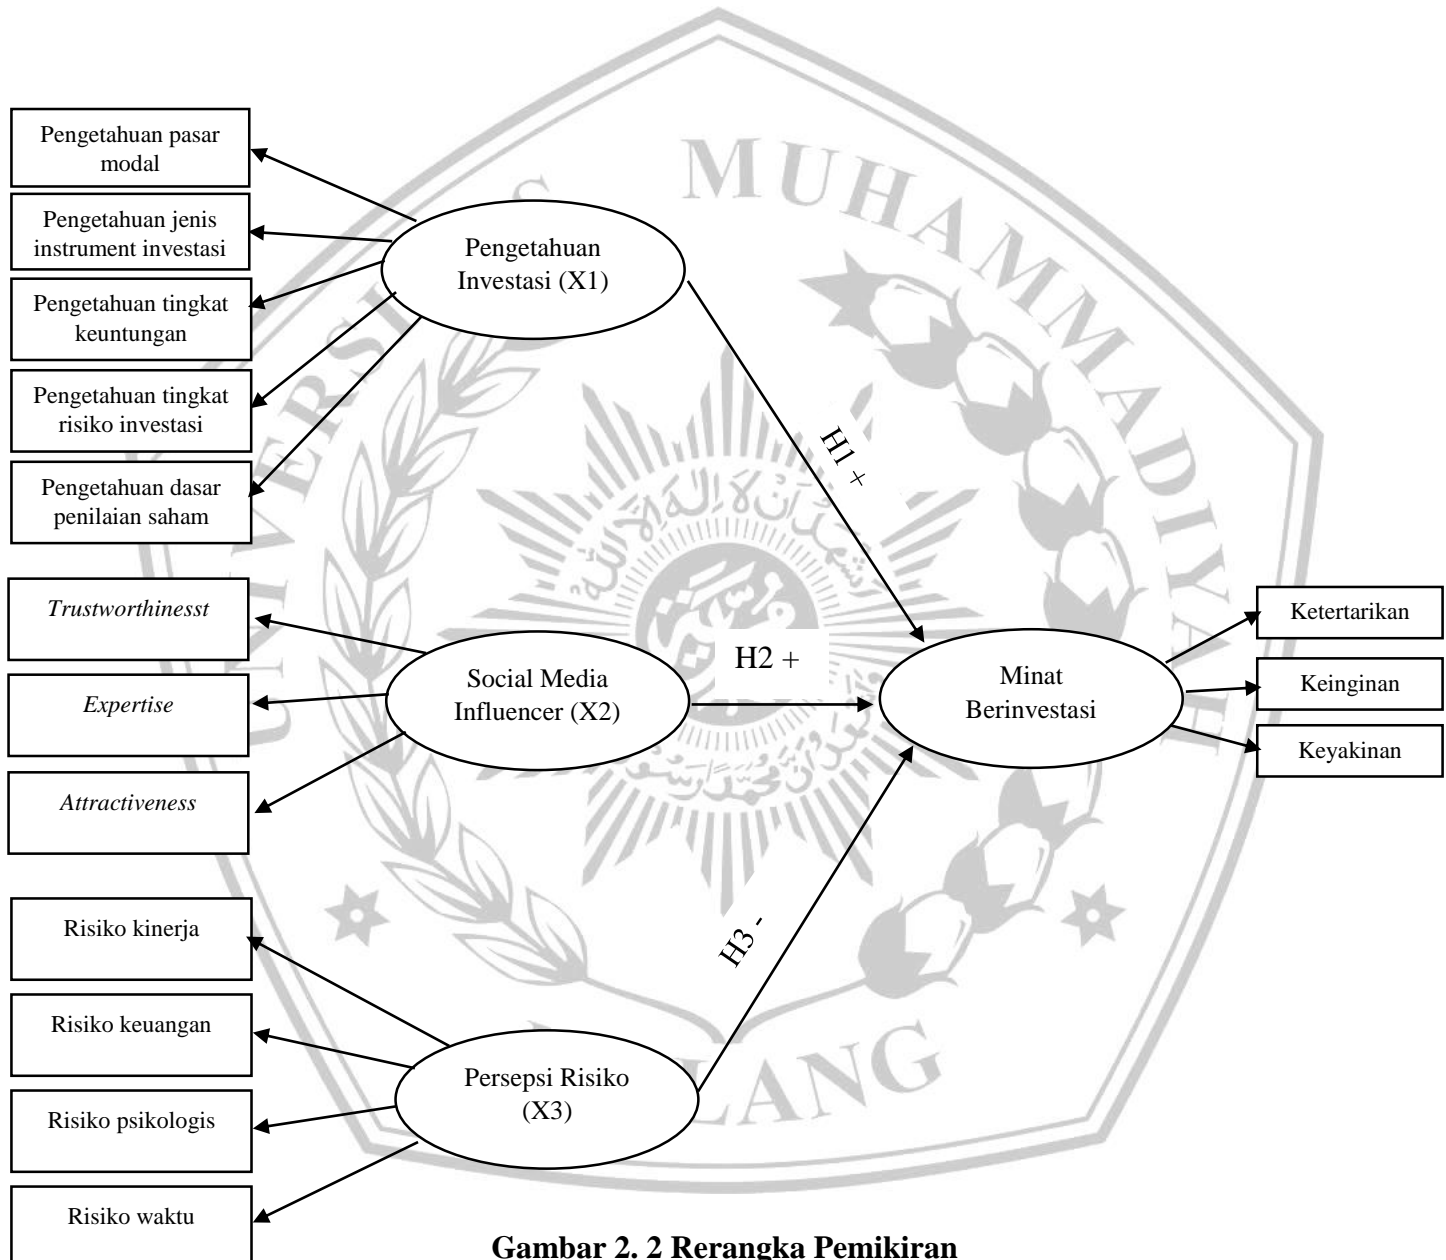 Pengetahuan pasar
modal
Pengetahuan jenis
instrument investasi
Pengetahuan tingkat
keuntungan
Pengetahuan tingkat
risiko investasi
Pengetahuan dasar
penilaian saham
Pengetahuan
Investasi (X1)
H1 +
Trustworthinesst
Expertise
Attractiveness
Social Media
Influencer (X2)
H2 +
Minat
Berinvestasi
Ketertarikan
Keinginan
Keyakinan
Risiko kinerja
Risiko keuangan
Risiko psikologis
Risiko waktu
Persepsi Risiko
(X3)
H3 -
MUHAMMADIYAH
Gambar 2. 2 Rerangka Pemikiran